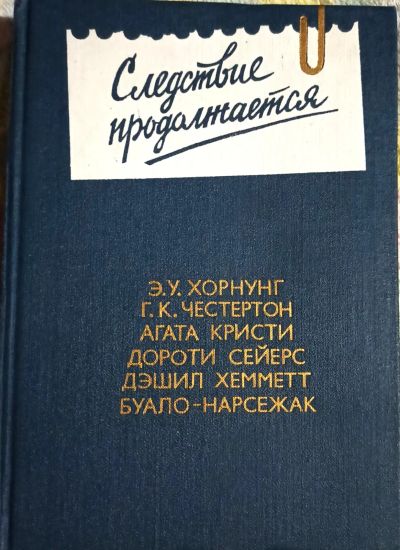 Следствие
продолжается
Э.У. ХОРНУНГ
Г. К. ЧЕСТЕРТОН
АГАТА КРИСТИ
ДОРОТИ СЕЙЕРС
ДЭШИЛ ХЕММЕТТ
БУАЛО-НАРСЕЖАК